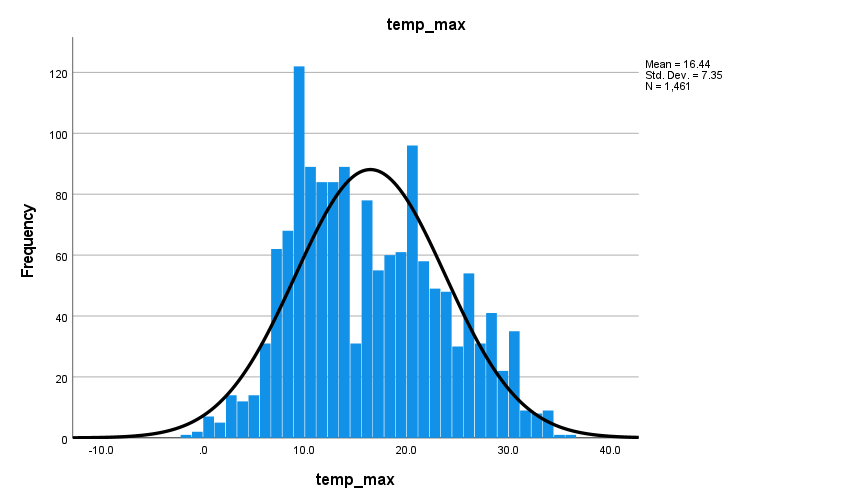 temp_max
Mean = 16.44
Std. Dev. = 7.35
N = 1,461
Frequency
120
100
80
60
40
20
0
-10.0 .0 10.0 20.0 30.0 40.0
temp_max